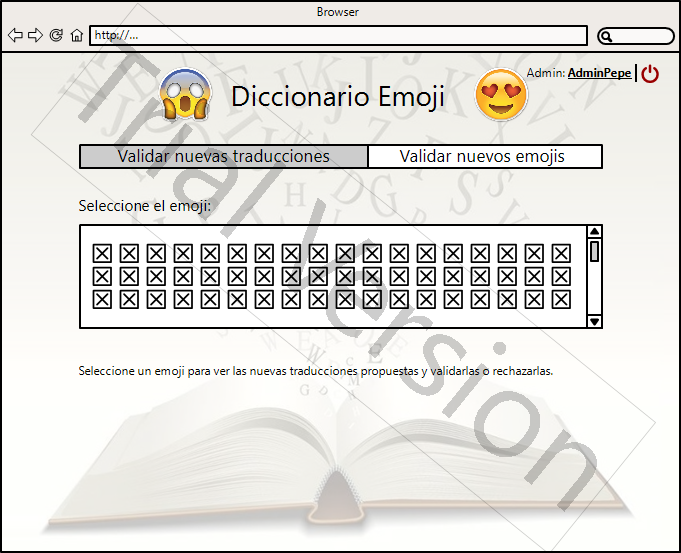 Browser
http://...
Admin: AdminPepe
Diccionario Emoji
Validar nuevas traducciones
Validar nuevos emojis
Seleccione el emoji:
Seleccione un emoji para ver las nuevas traducciones propuestas y validarlas o rechazarlas.
Trial Version